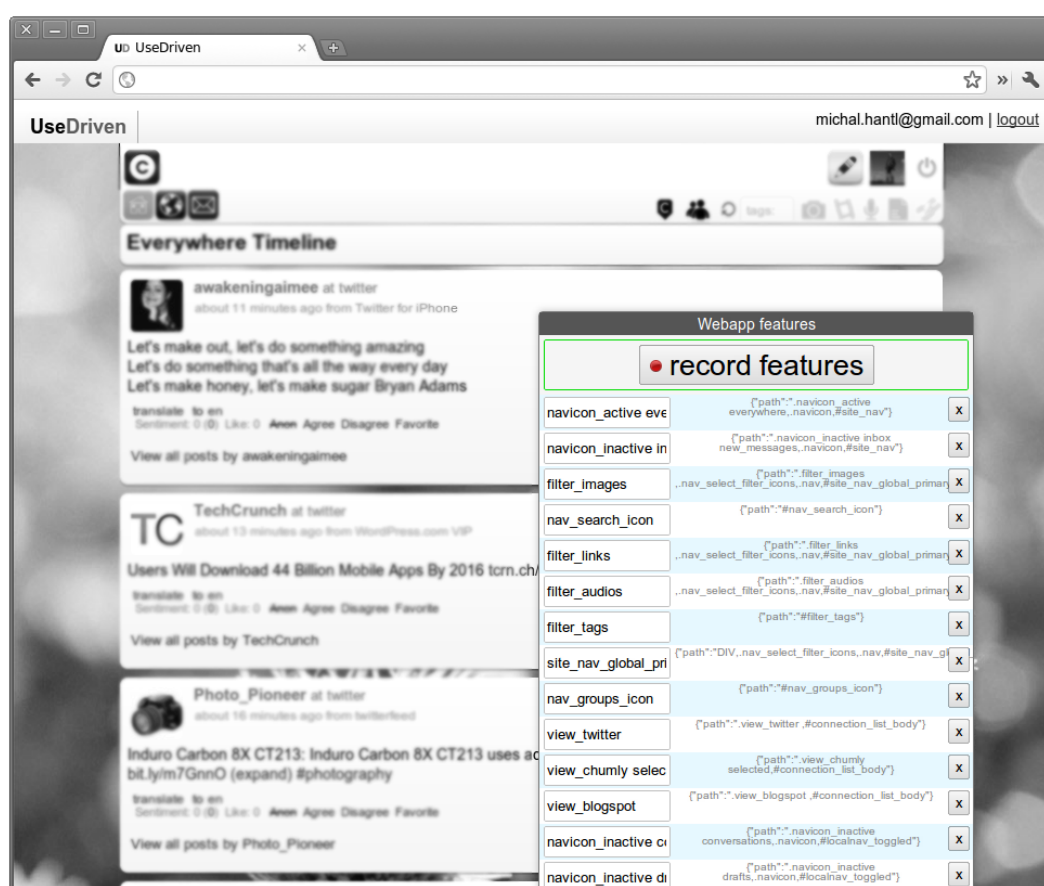 UD UseDriven
UseDriven
michal.hantl@gmail.com | logout
tags:
Everywhere Timeline
awakeningaimee at twitter
about 11 minutes ago from Twitter for iPhone
Let's make out, let's do something amazing
Let's do something that's all the way every day
Let's make honey, let's make sugar Bryan Adams
translate to en
Sentiment: 0 (0) Like: 0 Anon Agree Disagree Favorite
View all posts by awakeningaimee
TC
TechCrunch at twitter
about 13 minutes ago from WordPress.com VIP
Users Will Download 44 Billion Mobile Apps By 2016 tcrn.ch/
translate to en
Sentiment: 0 (0) Like: 0 Anon Agree Disagree Favorite
View all posts by TechCrunch
Photo_Pioneer at twitter
about 16 minutes ago from twitterfeed
Induro Carbon 8X CT213: Induro Carbon 8X CT213 uses ad
bit.ly/m7GnnO (expand) #photography
translate to en
Sentiment: 0 (0) Like: 0 Anon Agree Disagree Favorite
View all posts by Photo_Pioneer
Webapp features
record features
navicon_active eve
{"path":".navicon_active
everywhere,.navicon,#site_nav"}
x
navicon_inactive in
{"path":".navicon_inactive inbox
new_messages,.navicon,#site_nav"}
x
filter_images
{"path":".filter_images
,.nav_select_filter_icons,.nav,#site_nav_global_primary
x
nav_search_icon
{"path":"#nav_search_icon"}
x
filter_links
{"path":".filter_links
,.nav_select_filter_icons,.nav,#site_nav_global_primary
x
filter_audios
{"path":".filter_audios
,.nav_select_filter_icons,.nav,#site_nav_global_primary
x
filter_tags
{"path":"#filter_tags"}
x
site_nav_global_pri
{"path":"DIV,.nav_select_filter_icons,.nav,#site_nav_gl
x
nav_groups_icon
{"path":"#nav_groups_icon"}
x
view_twitter
{"path":".view_twitter ,#connection_list_body"}
x
view_chumly selec
{"path":".view_chumly
selected,#connection_list_body"}
x
view_blogspot
{"path":".view_blogspot ,#connection_list_body"}
x
navicon_inactive co
{"path":".navicon_inactive
conversations,.navicon,#localnav_toggled"}
x
navicon_inactive dr
{"path":".navicon_inactive
drafts,.navicon,#localnav_toggled"}
x